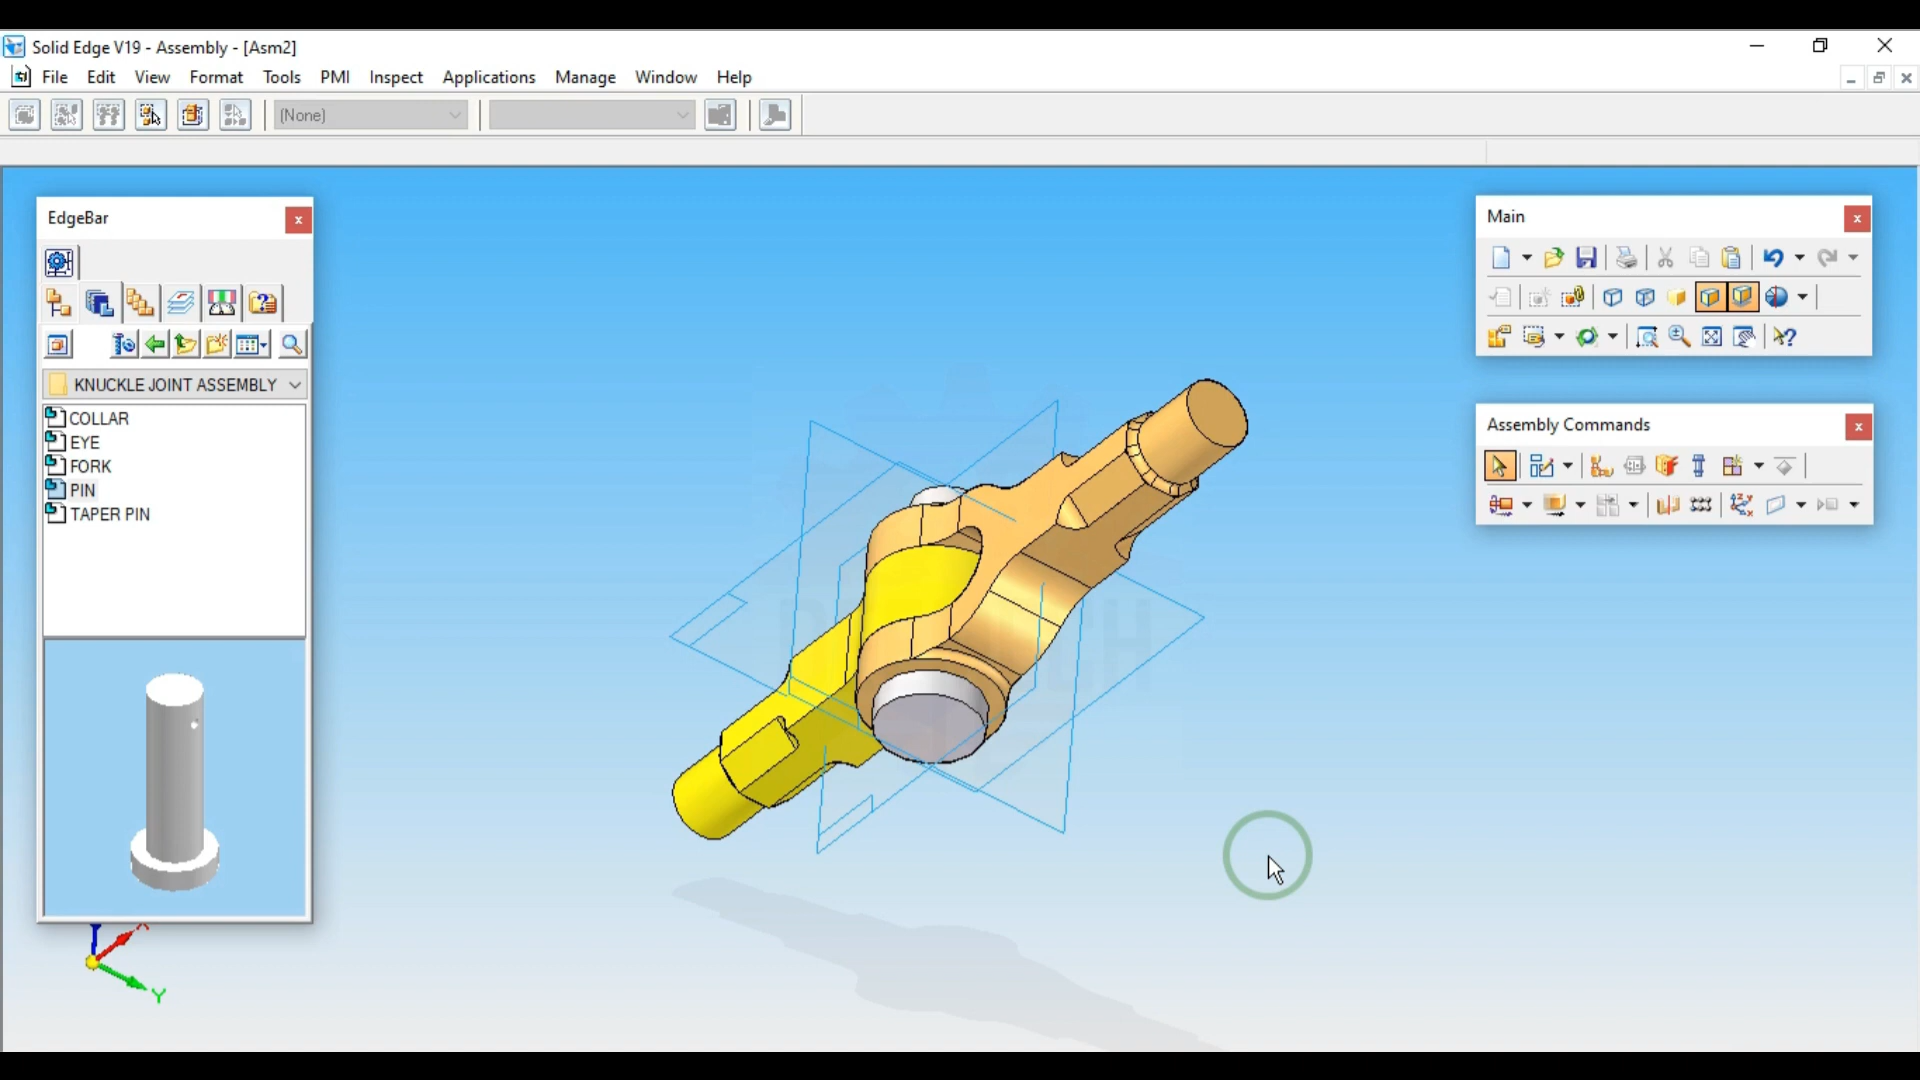 Solid Edge V19 - Assembly - [Asm2]
File Edit View Format Tools PMI Inspect Applications Manage Window Help
(None)
EdgeBar
KNUCKLE JOINT ASSEMBLY
COLLAR
EYE
FORK
PIN
TAPER PIN
Main
Assembly Commands
X
Y